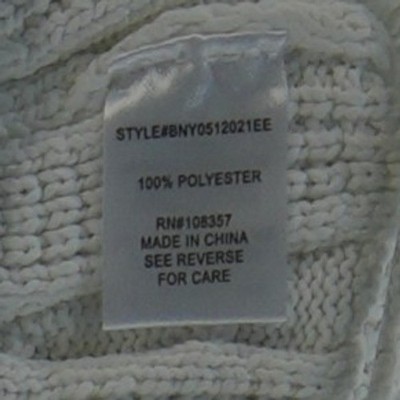 STYLE#BNY0512021EE
100% POLYESTER
RN#108357
MADE IN CHINA
SEE REVERSE
FOR CARE